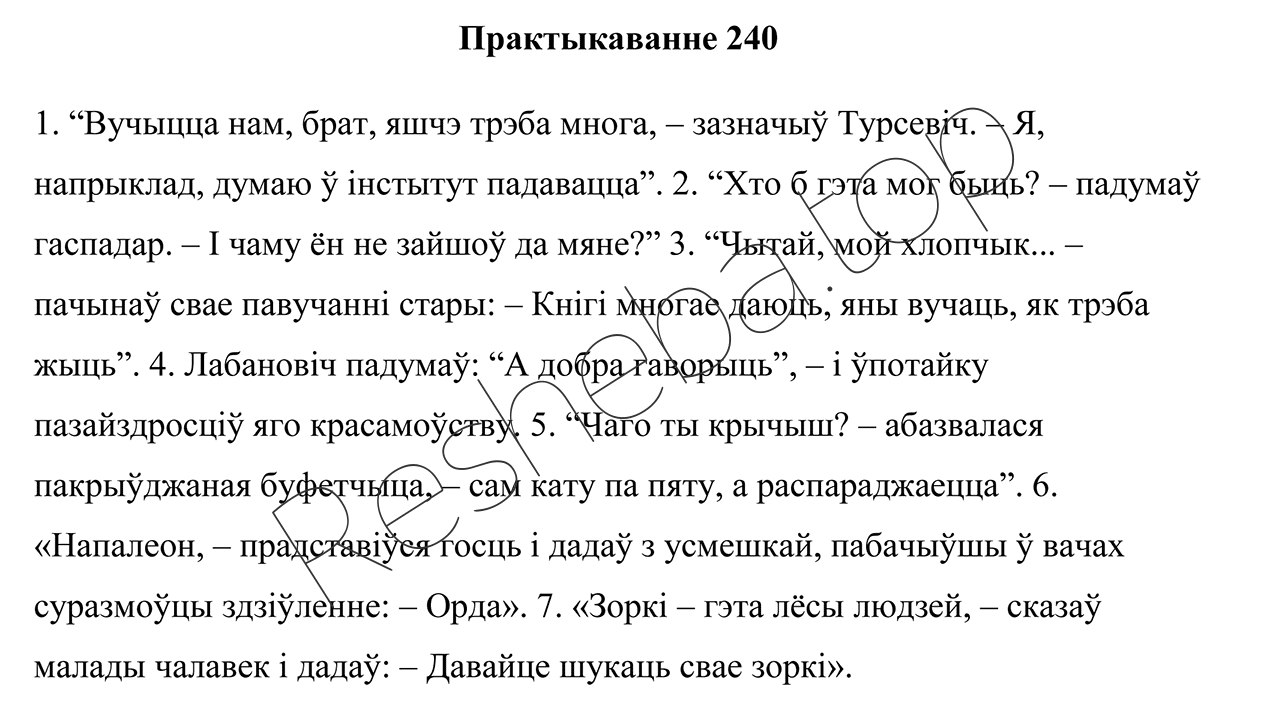 Практыкаванне 240
1. “Вучыцца нам, брат, яшчэ трэба многа, – зазначыў Турсевіч. – Я,
напрыклад, думаю ў інстытут падавацца”. 2. “Хто б гэта мог быць? – падумаў
гаспадар. – І чаму ён не зайшоў да мяне?” 3. “Чытай, мой хлопчык... –
пачынаў свае павучанні стары: – Кнігі многае даюць, яны вучаць, як трэба
жыць”. 4. Лабановіч падумаў: “А добра гаворыць”, – і ўпотайку
пазайздросціў яго красамоўству. 5. “Чаго ты крычыш? – абазвалася
пакрыўджаная буфетчыца, – сам кату па пяту, а распараджаецца”. 6.
«Напалеон, – прадставіўся госць і дадаў з усмешкай, пабачыўшы ў вачах
суразмоўцы здзіўленне: – Орда». 7. «Зоркі – гэта лёсы людзей, – сказаў
малады чалавек і дадаў: – Давайце шукаць свае зоркі».
Resheba.top